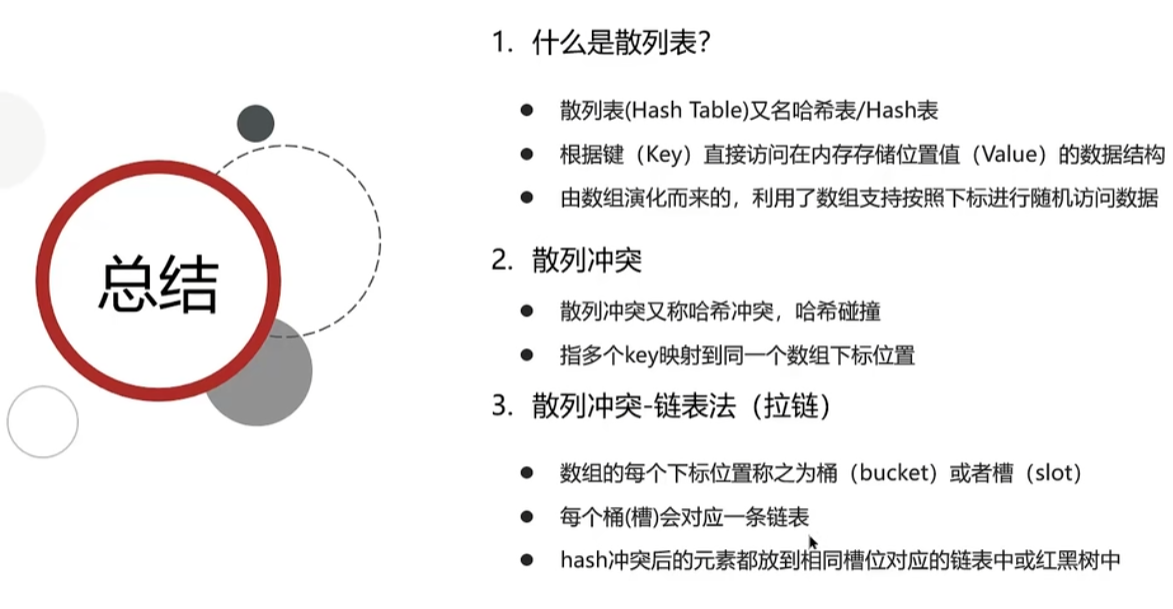 总结
1. 什么是散列表？
● 散列表(Hash Table)又名哈希表/Hash表
● 根据键（Key）直接访问在内存存储位置值（Value）的数据结构
● 由数组演化而来的，利用了数组支持按照下标进行随机访问数据
2. 散列冲突
● 散列冲突又称哈希冲突，哈希碰撞
● 指多个key映射到同一个数组下标位置
3. 散列冲突-链表法（拉链）
● 数组的每个下标位置称之为桶（bucket）或者槽（slot）
● 每个桶(槽)会对应一条链表
● hash冲突后的元素都放到相同槽位对应的链表中或红黑树中